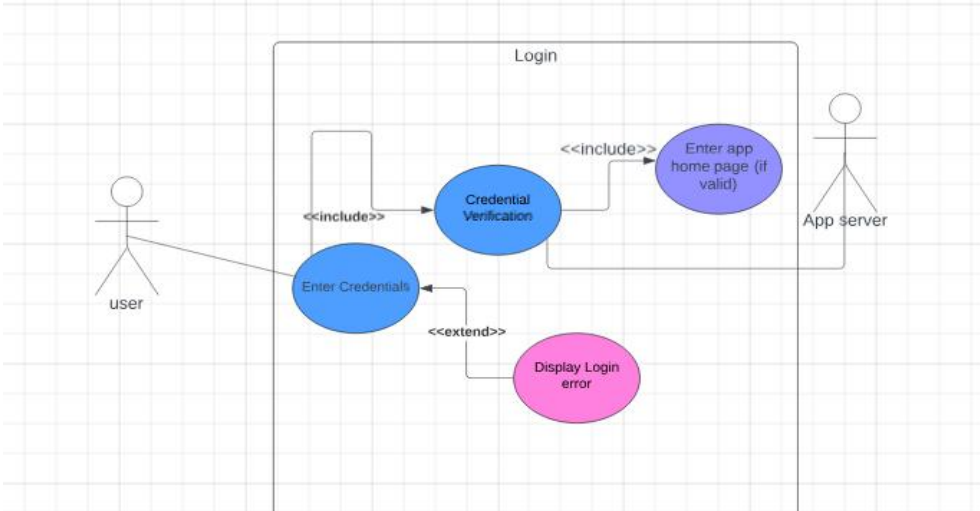 Login
<<include>>
Enter app
home page (if
valid)
Credential
Verification
<<include>>
App server
Enter Credentials
user
<<extend>>
Display Login
error